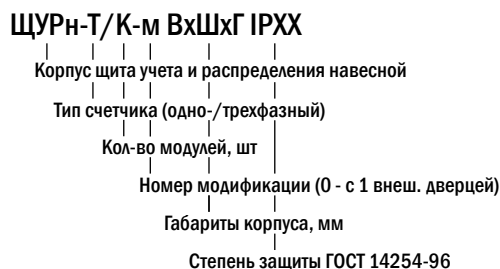 ЩУРн-Т/К-м ВхШхГ IPXX
Корпус щита учета и распределения навесной
Тип счетчика (одно-/трехфазный)
Кол-во модулей, шт
Номер модификации (0 - с 1 внеш. дверцей)
Габариты корпуса, мм
Степень защиты ГОСТ 14254-96